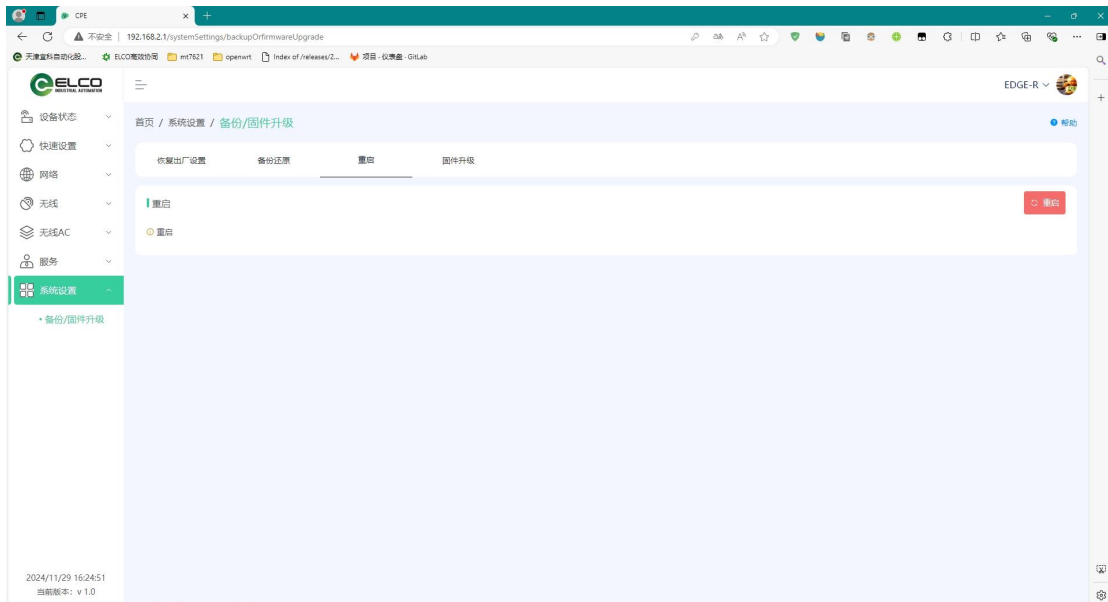 CPE
不安全
192.168.2.1/systemSettings/backupOrfirmwareUpgrade
天津宜科自动化股...
ELCO高效协同
mt7621
openwrt
Index of /releases/2...
项目 · 仪表盘 · GitLab
ELCO
INDUSTRIAL AUTOMATION
EDGE-R
设备状态
快速设置
网络
无线
无线AC
服务
系统设置
• 备份/固件升级
首页 / 系统设置 / 备份/固件升级
帮助
恢复出厂设置
备份还原
重启
固件升级
重启
重启
重启
2024/11/29 16:24:51
当前版本：v 1.0